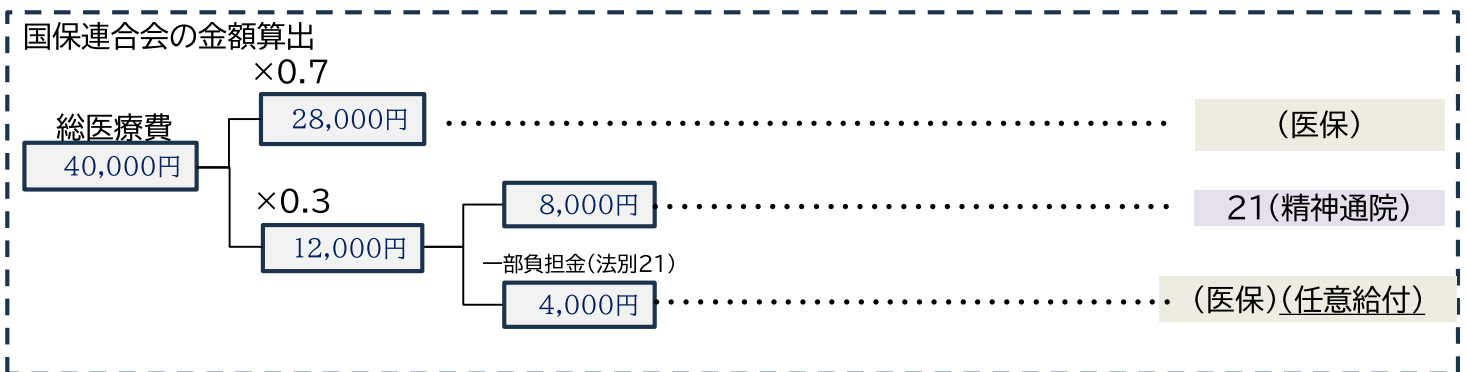 国保連合会の金額算出
×0.7
28,000円
（医保）
総医療費
40,000円
×0.3
8,000円
21（精神通院）
12,000円
一部負担金（法別21）
4,000円
（医保）（任意給付）